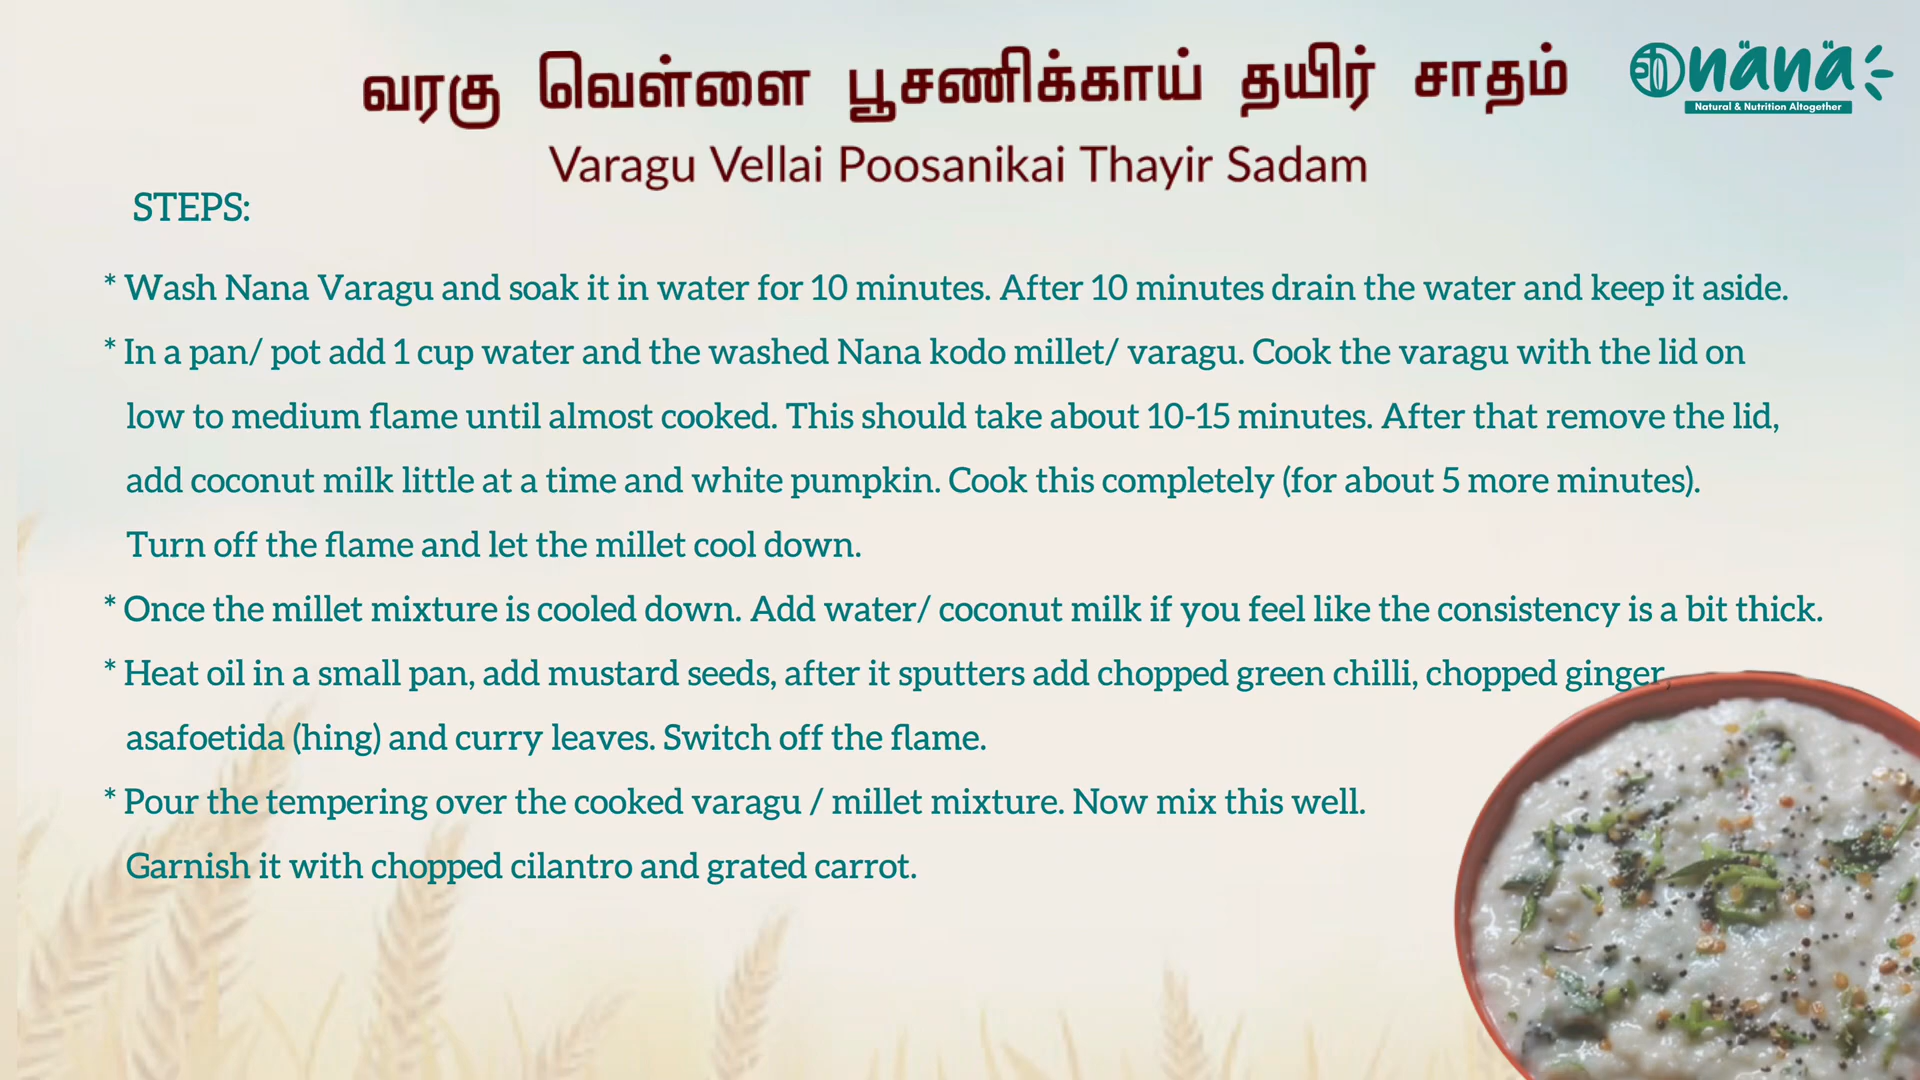 வரகு வெள்ளை பூசணிக்காய் தயிர் சாதம்
nana
Natural & Nutrition Altogether
Varagu Vellai Poosanikai Thayir Sadam
STEPS:
* Wash Nana Varagu and soak it in water for 10 minutes. After 10 minutes drain the water and keep it aside.
* In a pan/ pot add 1 cup water and the washed Nana kodo millet/ varagu. Cook the varagu with the lid on
low to medium flame until almost cooked. This should take about 10-15 minutes. After that remove the lid,
add coconut milk little at a time and white pumpkin. Cook this completely (for about 5 more minutes).
Turn off the flame and let the millet cool down.
* Once the millet mixture is cooled down. Add water/ coconut milk if you feel like the consistency is a bit thick.
* Heat oil in a small pan, add mustard seeds, after it sputters add chopped green chilli, chopped ginger,
asafoetida (hing) and curry leaves. Switch off the flame.
* Pour the tempering over the cooked varagu / millet mixture. Now mix this well.
Garnish it with chopped cilantro and grated carrot.